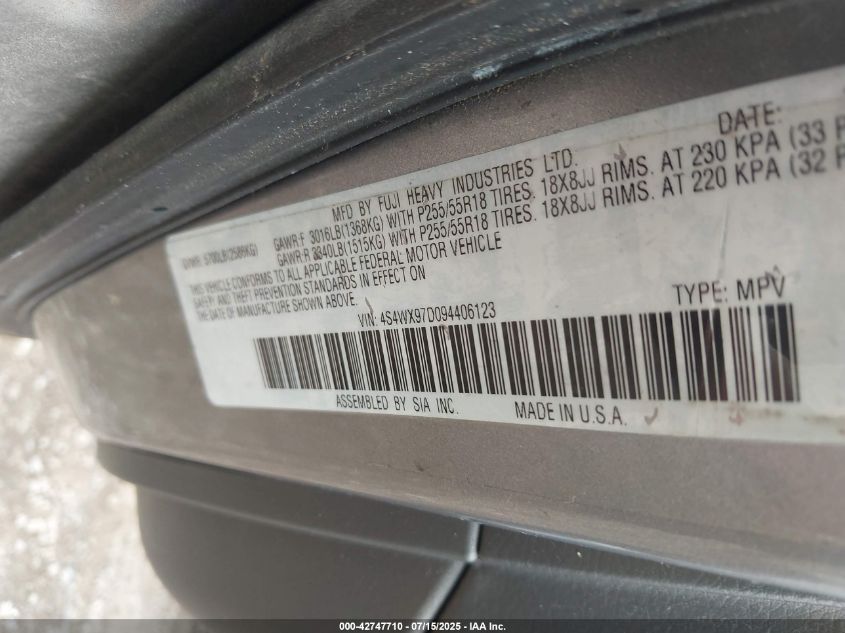 DATE:
MFD BY FUJI HEAVY INDUSTRIES LTD.
GVWR: 5700LB(2586KG)
GAWR:F 3016LB(1368KG) WITH P255/55R18 TIRES. 18X8JJ RIMS. AT 230 KPA (33 P
GAWR:R 3340LB(1515KG) WITH P255/55R18 TIRES. 18X8JJ RIMS. AT 220 KPA (32 P
THIS VEHICLE CONFORMS TO ALL APPLICABLE FEDERAL MOTOR VEHICLE
SAFETY AND THEFT PREVENTION STANDARDS IN EFFECT ON
THE DATE OF MANUFACTURE SHOWN ABOVE.
VIN: 4S4WX97D094406123
TYPE: MPV
ASSEMBLED BY SIA INC.
MADE IN U.S.A.
000-42747710 - 07/15/2025 - IAA Inc.